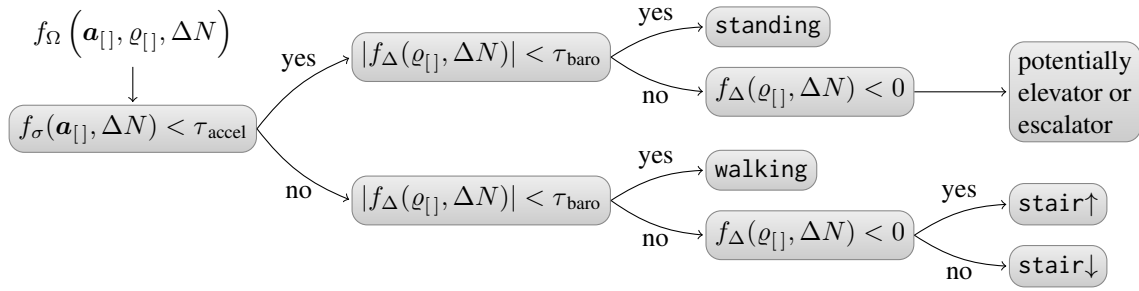 f_Ω (a_[ ], ϱ_[ ], ΔN)
f_σ(a_[ ], ΔN) < τ_accel
yes
|f_Δ(ϱ_[ ], ΔN)| < τ_baro
yes
standing
no
f_Δ(ϱ_[ ], ΔN) < 0
potentially
elevator or
escalator
no
|f_Δ(ϱ_[ ], ΔN)| < τ_baro
yes
walking
no
f_Δ(ϱ_[ ], ΔN) < 0
yes
stair↑
no
stair↓